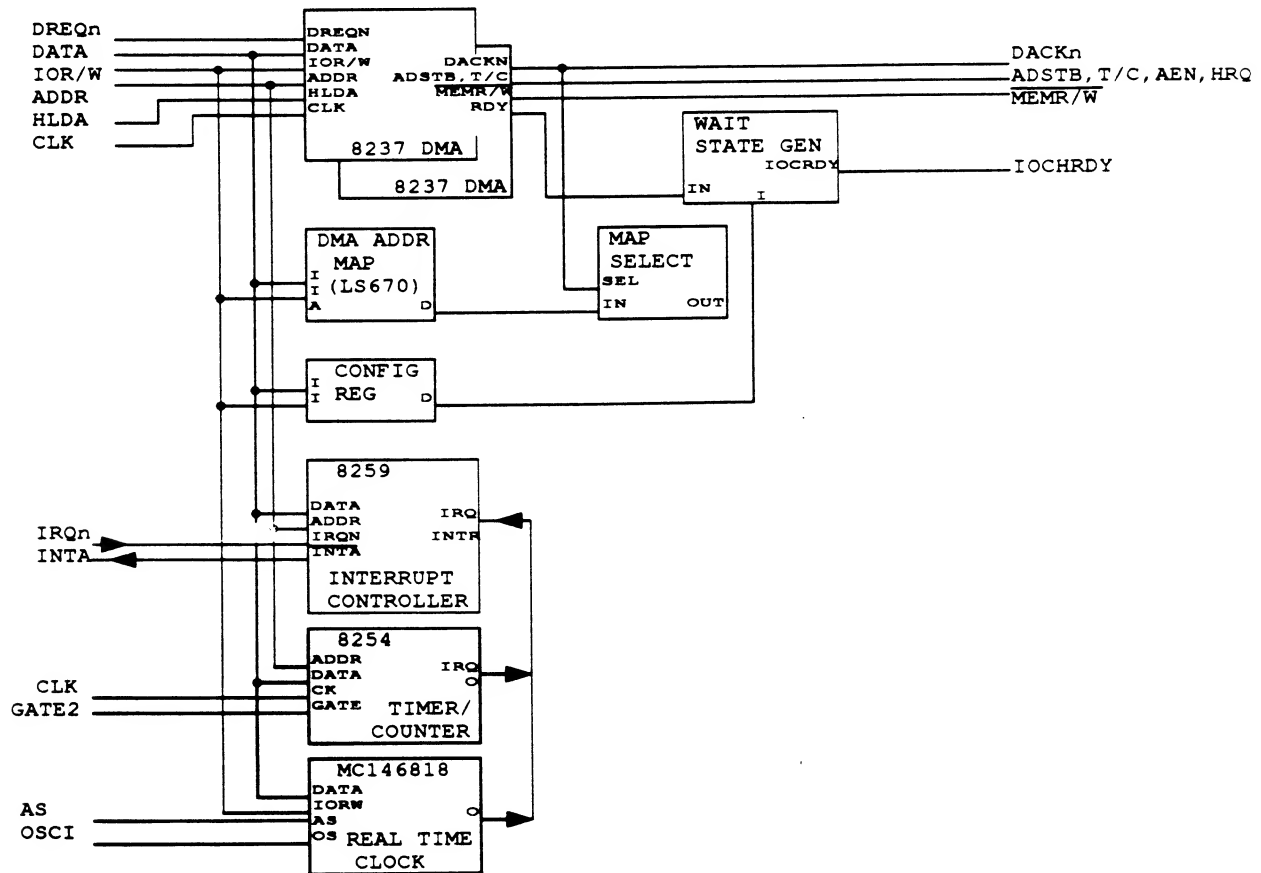 DREQn
DATA
IOR/W
ADDR
HLDA
CLK
DREQN
DATA
IOR/W
ADDR
HLDA
CLK
DACKN
ADSTB, T/C
MEMR/W
RDY
8237 DMA
8237 DMA
DACKn
ADSTB, T/C, AEN, HRQ
MEMR/W
WAIT
STATE GEN
IOCRDY
IN
I
IOCHRDY
DMA ADDR
MAP
I
I (LS670)
A
D
MAP
SELECT
SEL
IN
OUT
CONFIG
I
REG
I
D
8259
DATA
ADDR
IRQN
INTA
IRQ
INTR
INTERRUPT
CONTROLLER
IRQn
INTA
8254
ADDR
DATA
CK
GATE
IRQ
O
TIMER/
COUNTER
CLK
GATE2
MC146818
DATA
IORW
AS
OS
O
REAL TIME
CLOCK
AS
OSCI